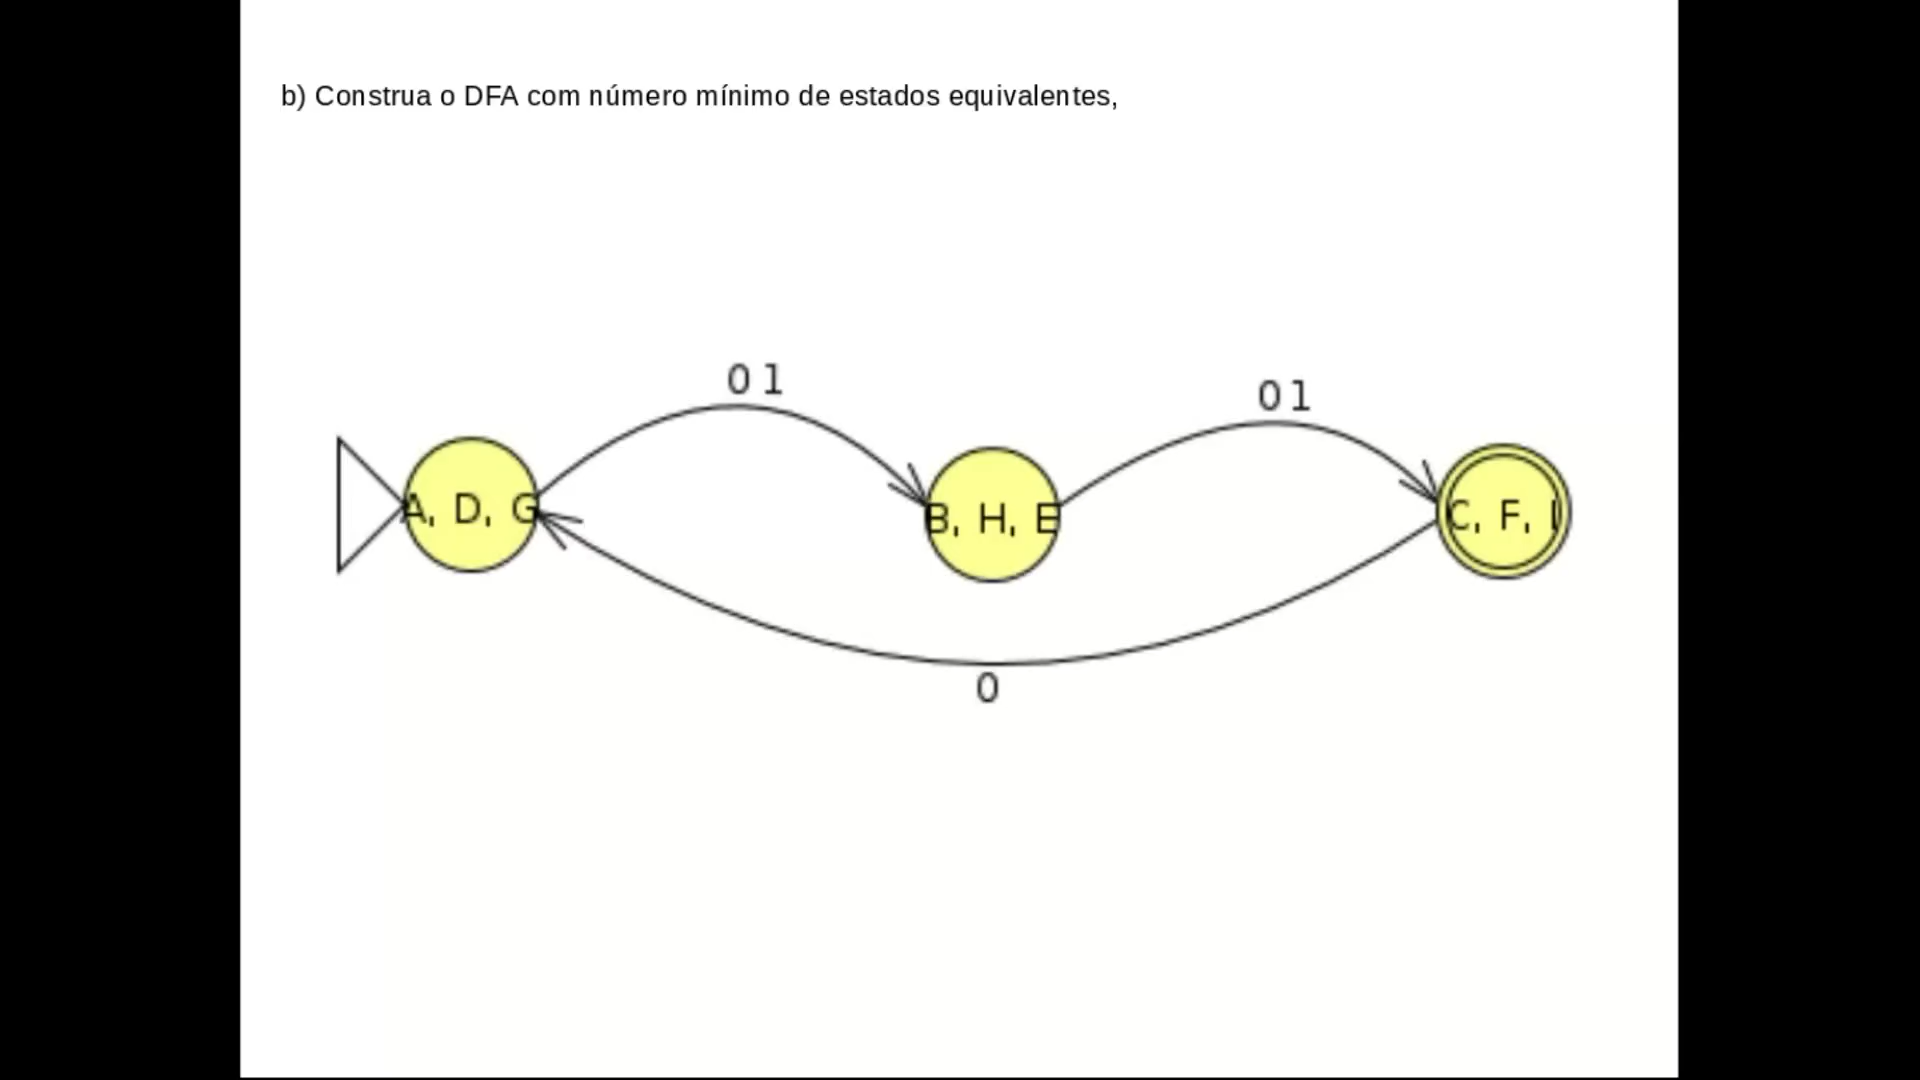 b) Construa o DFA com número mínimo de estados equivalentes,
0 1
0 1
A, D, G
B, H, E
C, F, I
0